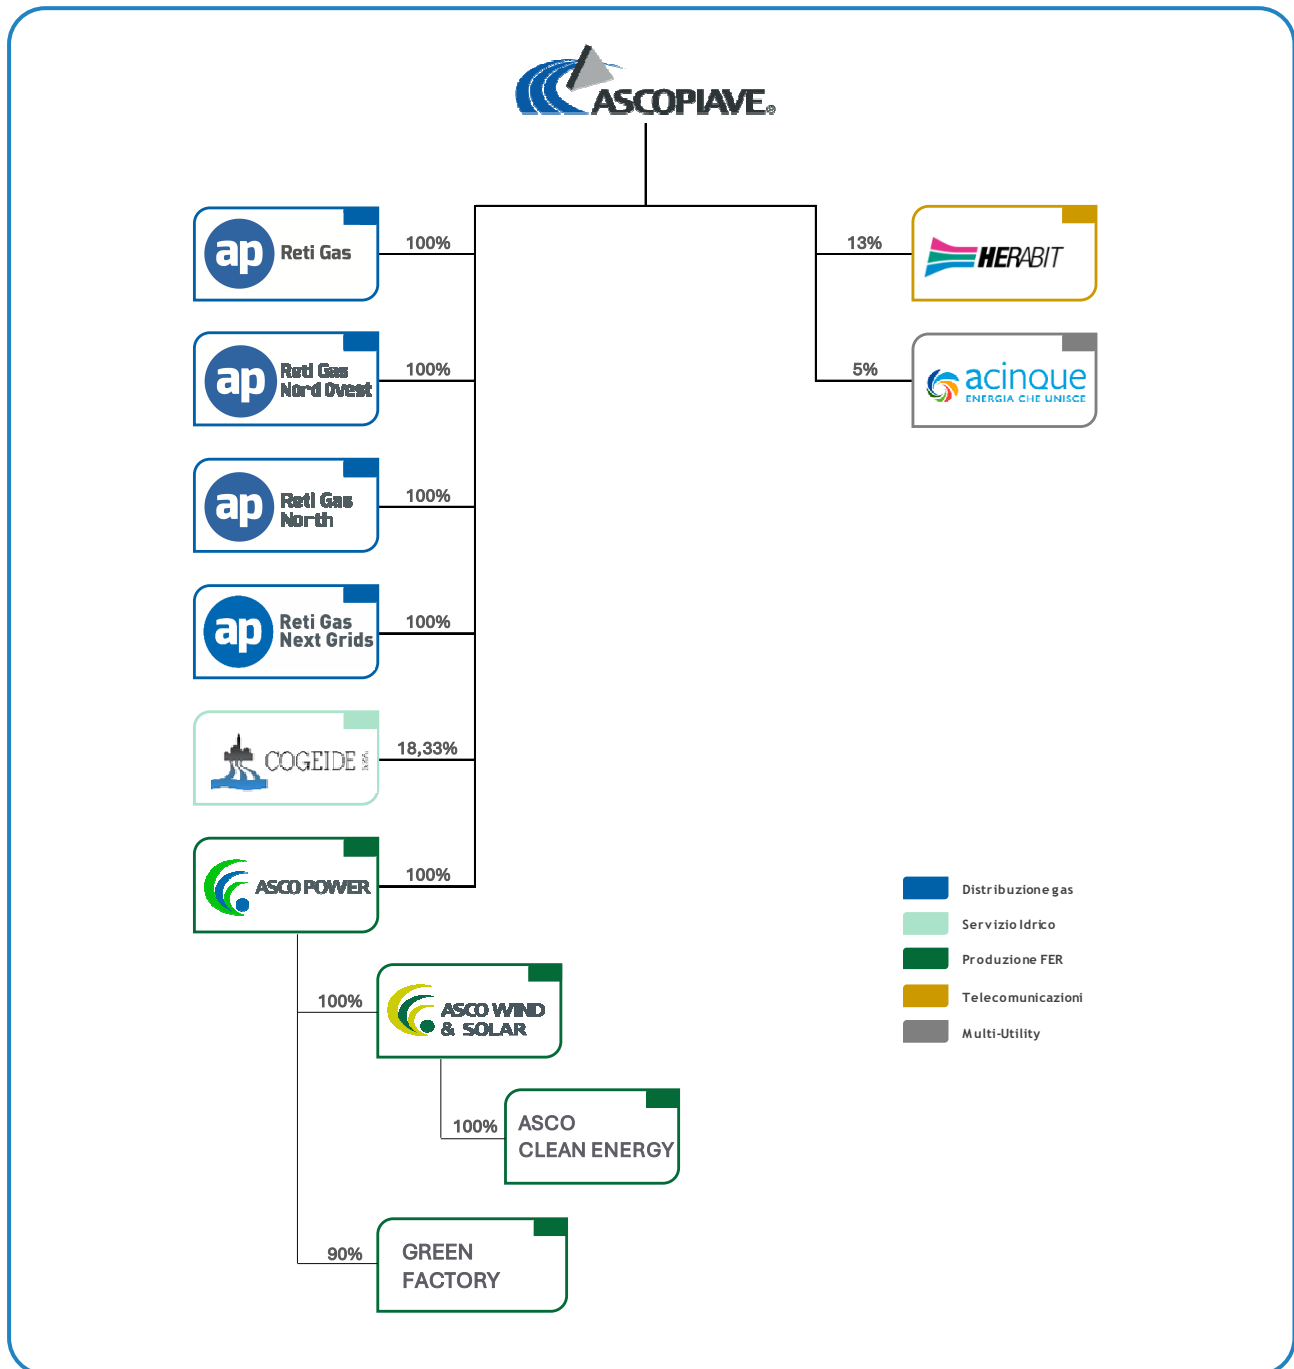 ASCOPIAVE®
ap Reti Gas
100%
13%
HERABIT
ap Reti Gas
Nord Ovest
100%
5%
acinque
ENERGIA CHE UNISCE
ap Reti Gas
North
100%
ap Reti Gas
Next Grids
100%
COGEIDE
18,33%
ASCO POWER
100%
Distribuzione gas
Servizio Idrico
Produzione FER
Telecomunicazioni
Multi-Utility
100%
ASCO WIND
& SOLAR
100%
ASCO
CLEAN ENERGY
90%
GREEN
FACTORY